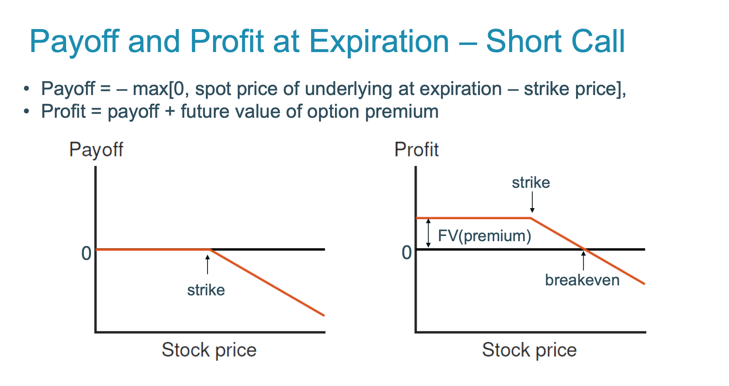 Payoff and Profit at Expiration – Short Call
• Payoff = – max[0, spot price of underlying at expiration – strike price],
• Profit = payoff + future value of option premium
Payoff
0
strike
Stock price
Profit
strike
FV(premium)
0
breakeven
Stock price